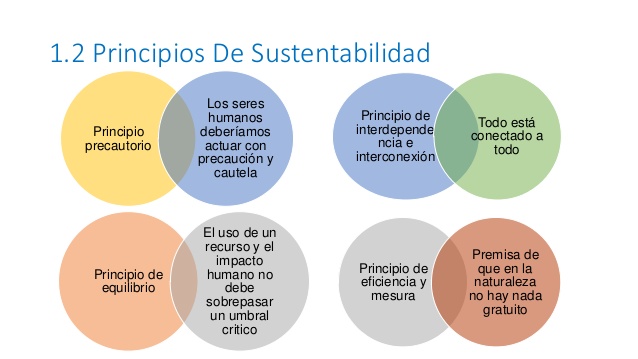 1.2 Principios De Sustentabilidad
Principio
precautorio
Los seres
humanos
deberíamos
actuar con
precaución y
cautela
Principio de
interdepende
ncia e
interconexión
Todo está
conectado a
todo
Principio de
equilibrio
El uso de un
recurso y el
impacto
humano no
debe
sobrepasar
un umbral
critico
Principio de
eficiencia y
mesura
Premisa de
que en la
naturaleza
no hay nada
gratuito